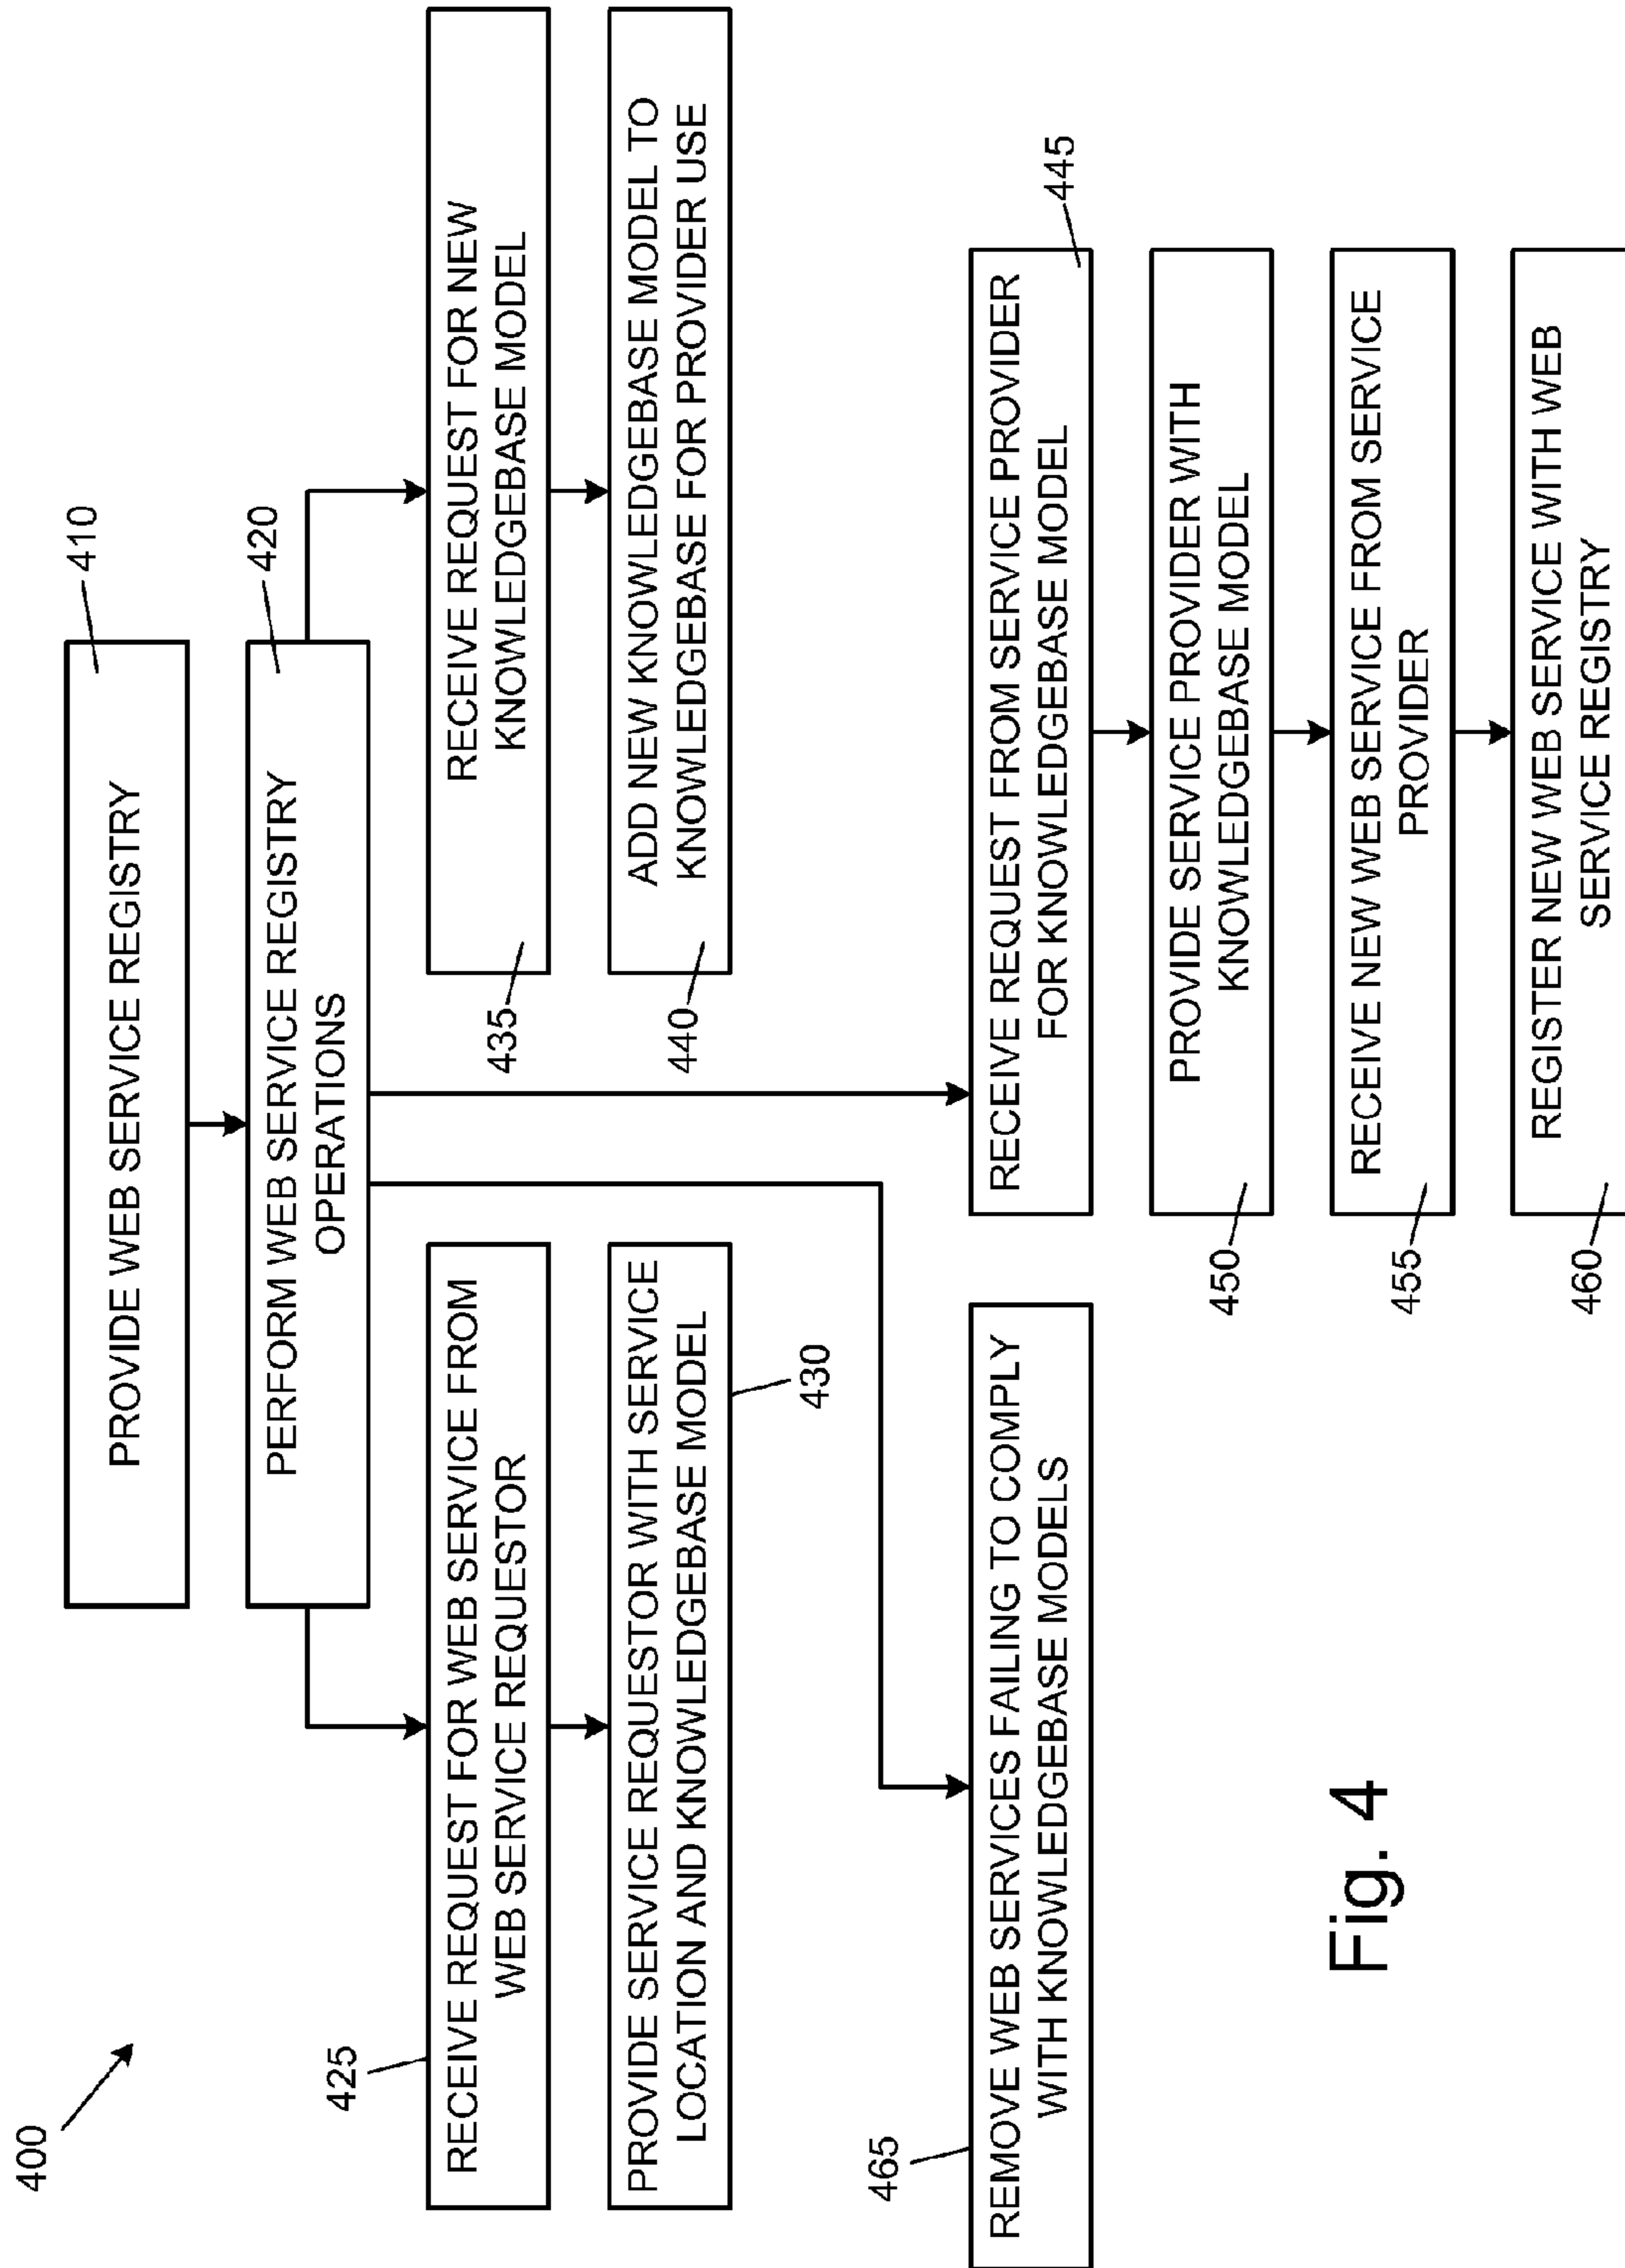 400
410
PROVIDE WEB SERVICE REGISTRY
420
PERFORM WEB SERVICE REGISTRY
OPERATIONS
425
RECEIVE REQUEST FOR WEB SERVICE FROM
WEB SERVICE REQUESTOR
PROVIDE SERVICE REQUESTOR WITH SERVICE
LOCATION AND KNOWLEDGEBASE MODEL
430
RECEIVE REQUEST FOR NEW
KNOWLEDGEBASE MODEL
435
ADD NEW KNOWLEDGEBASE MODEL TO
KNOWLEDGEBASE FOR PROVIDER USE
440
465
REMOVE WEB SERVICES FAILING TO COMPLY
WITH KNOWLEDGEBASE MODELS
445
RECEIVE REQUEST FROM SERVICE PROVIDER
FOR KNOWLEDGEBASE MODEL
PROVIDE SERVICE PROVIDER WITH
KNOWLEDGEBASE MODEL
450
RECEIVE NEW WEB SERVICE FROM SERVICE
PROVIDER
455
REGISTER NEW WEB SERVICE WITH WEB
SERVICE REGISTRY
460
Fig. 4